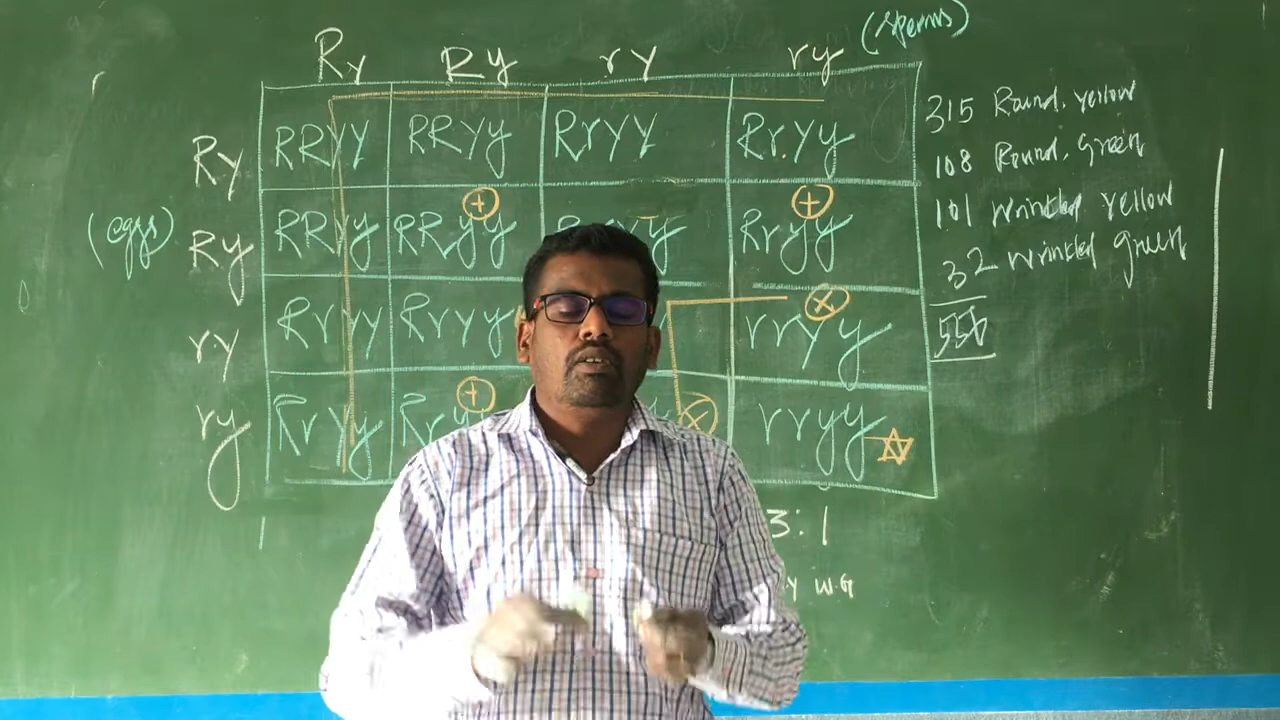 (sperms)
Ry Ry rY ry
Ry RRYY RRYy RrYY RrYy
(eggs) Ry RRYy RRyy Rryy
rY RrYY rrYy
ry RrYy rryy
315 Round, yellow
108 Round, Green
101 wrinkled yellow
32 wrinkled green
556
3:1
Y W.G